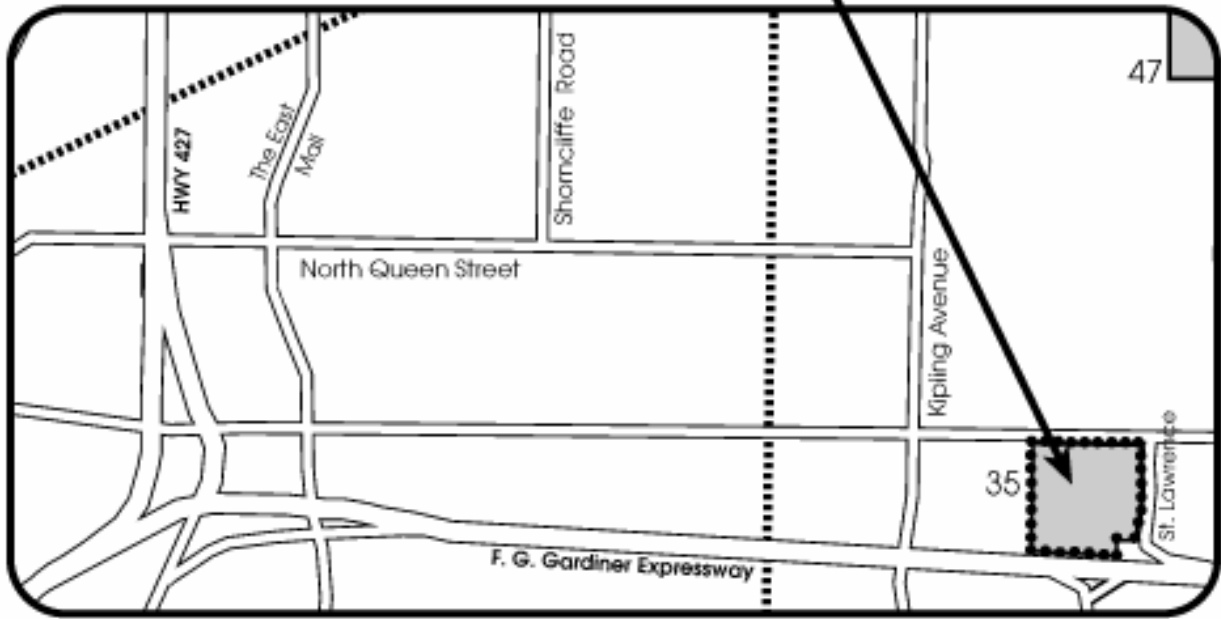 47
HWY 427
The East
Mall
Shorncliffe Road
North Queen Street
Kipling Avenue
35
St. Lawrence
F. G. Gardiner Expressway